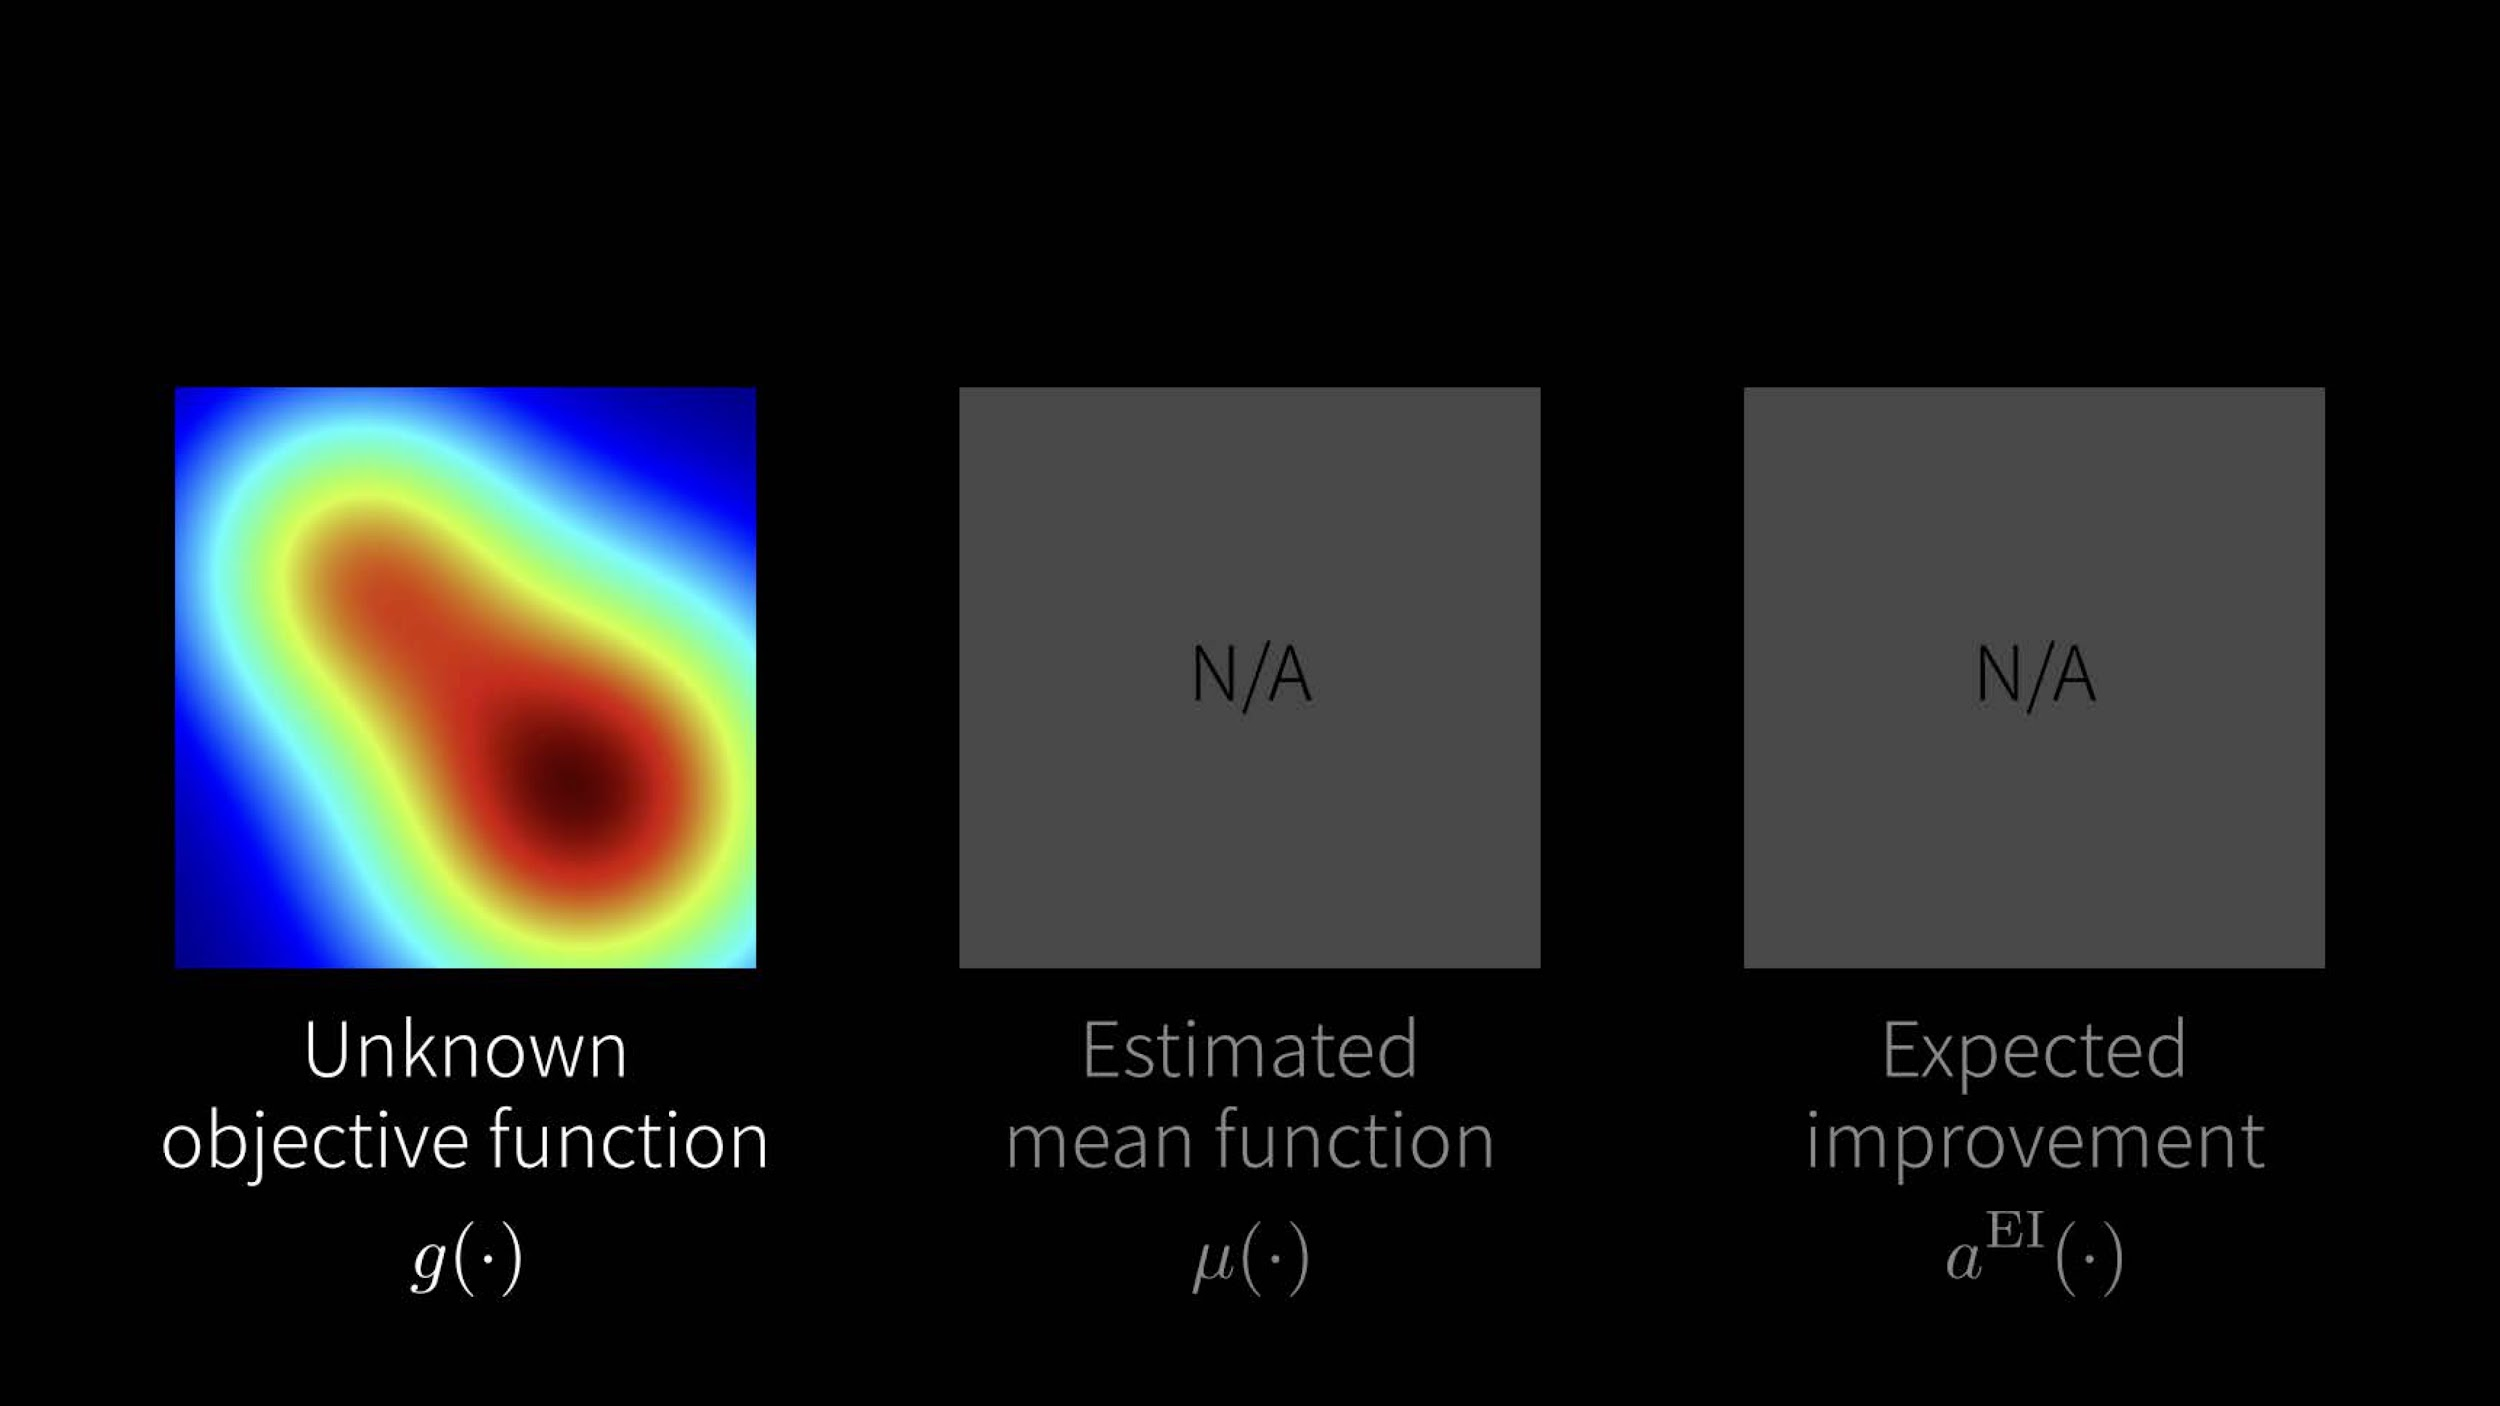 N/A
N/A
Unknown
objective function
g(·)
Estimated
mean function
μ(·)
Expected
improvement
a^EI(·)